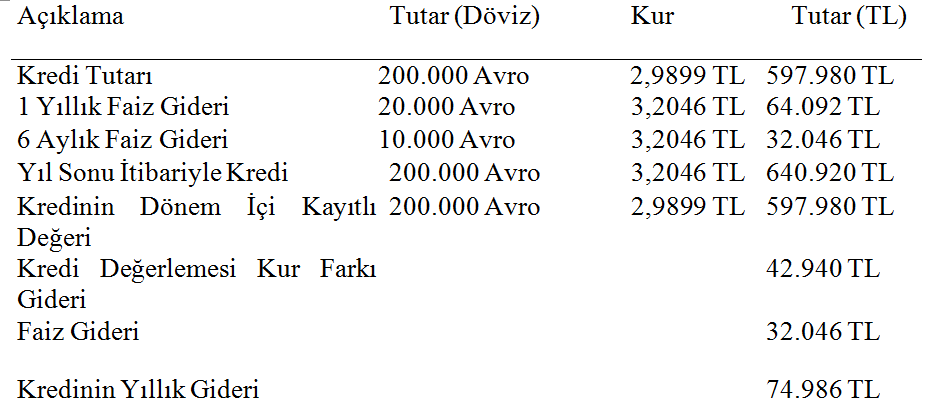 Açıklama Tutar (Döviz) Kur Tutar (TL)
Kredi Tutarı 200.000 Avro 2,9899 TL 597.980 TL
1 Yıllık Faiz Gideri 20.000 Avro 3,2046 TL 64.092 TL
6 Aylık Faiz Gideri 10.000 Avro 3,2046 TL 32.046 TL
Yıl Sonu İtibariyle Kredi 200.000 Avro 3,2046 TL 640.920 TL
Kredinin Dönem İçi Kayıtlı 200.000 Avro 2,9899 TL 597.980 TL
Değeri
Kredi Değerlemesi Kur Farkı 42.940 TL
Gideri
Faiz Gideri 32.046 TL
Kredinin Yıllık Gideri 74.986 TL